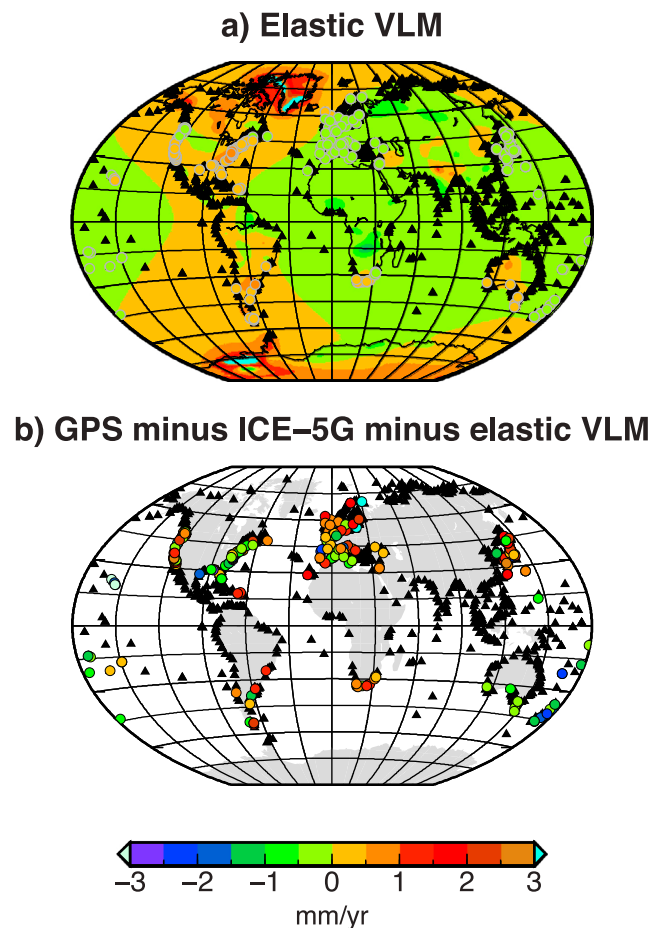 a) Elastic VLM
b) GPS minus ICE–5G minus elastic VLM
−3 −2 −1 0 1 2 3
mm/yr